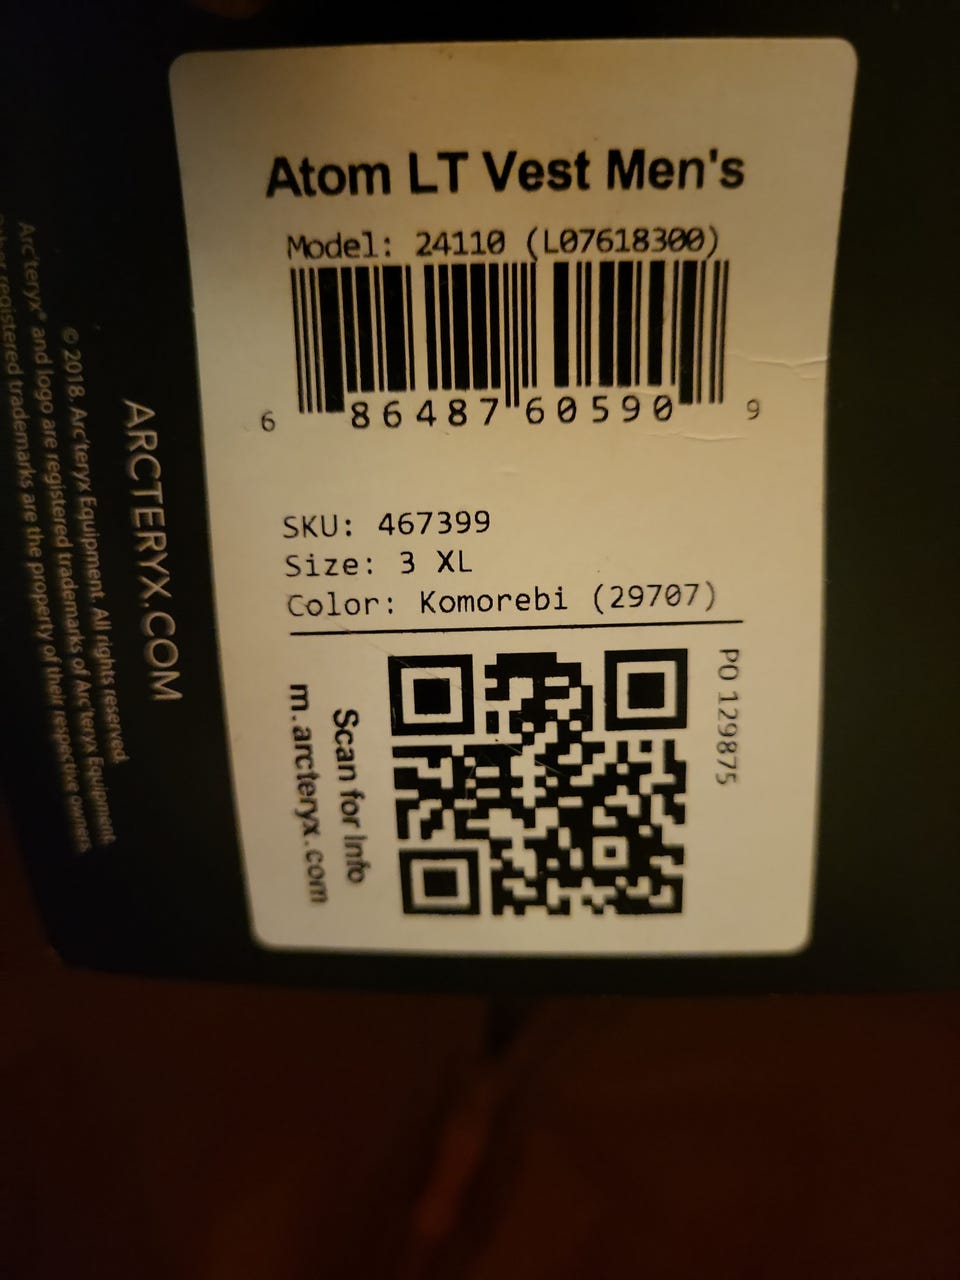 Atom LT Vest Men's
Model: 24110 (L07618300)
6 86487 60590 9
SKU: 467399
Size: 3 XL
Color: Komorebi (29707)
PO 129875
Scan for Info
m.arcteryx.com
ARCTERYX.COM
© 2018. Arc'teryx Equipment. All rights reserved.
Arc'teryx® and logo are registered trademarks of Arc'teryx Equipment.
Other registered trademarks are the property of their respective owners.